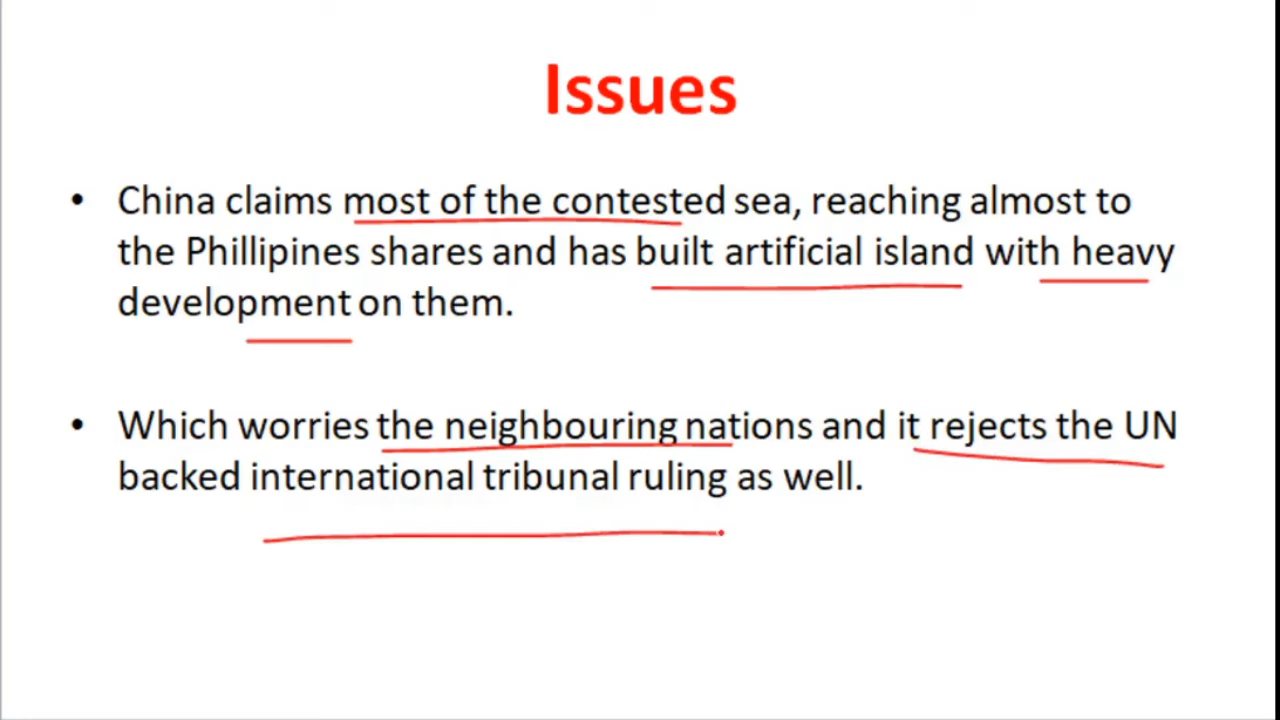 Issues
• China claims most of the contested sea, reaching almost to
the Phillipines shares and has built artificial island with heavy
development on them.
• Which worries the neighbouring nations and it rejects the UN
backed international tribunal ruling as well.